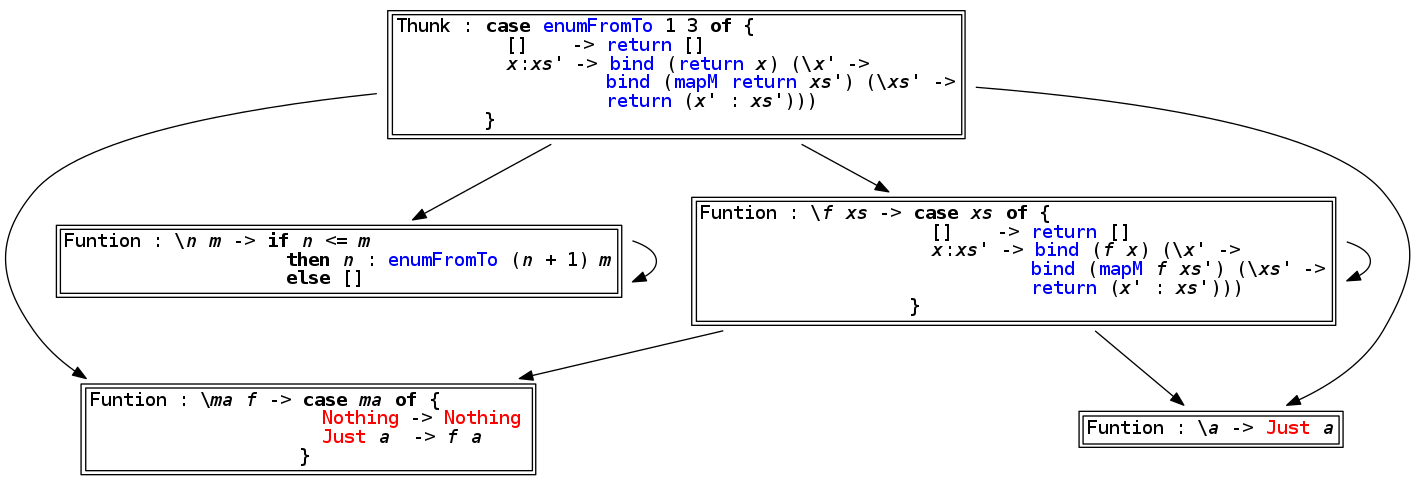 Thunk : case enumFromTo 1 3 of {
[] -> return []
x:xs' -> bind (return x) (\x' ->
bind (mapM return xs') (\xs' ->
return (x' : xs')))
}
Funtion : \n m -> if n <= m
then n : enumFromTo (n + 1) m
else []
Funtion : \f xs -> case xs of {
[] -> return []
x:xs' -> bind (f x) (\x' ->
bind (mapM f xs') (\xs' ->
return (x' : xs')))
}
Funtion : \ma f -> case ma of {
Nothing -> Nothing
Just a -> f a
}
Funtion : \a -> Just a